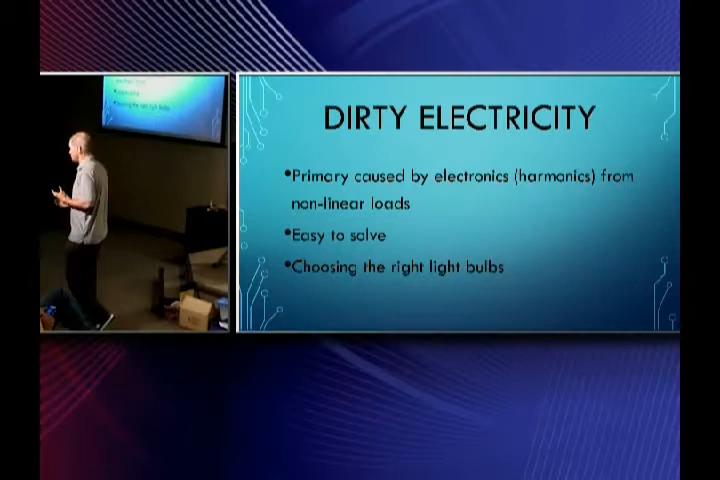 DIRTY ELECTRICITY
•Primary caused by electronics (harmonics) from
non-linear loads
•Easy to solve
•Choosing the right light bulbs